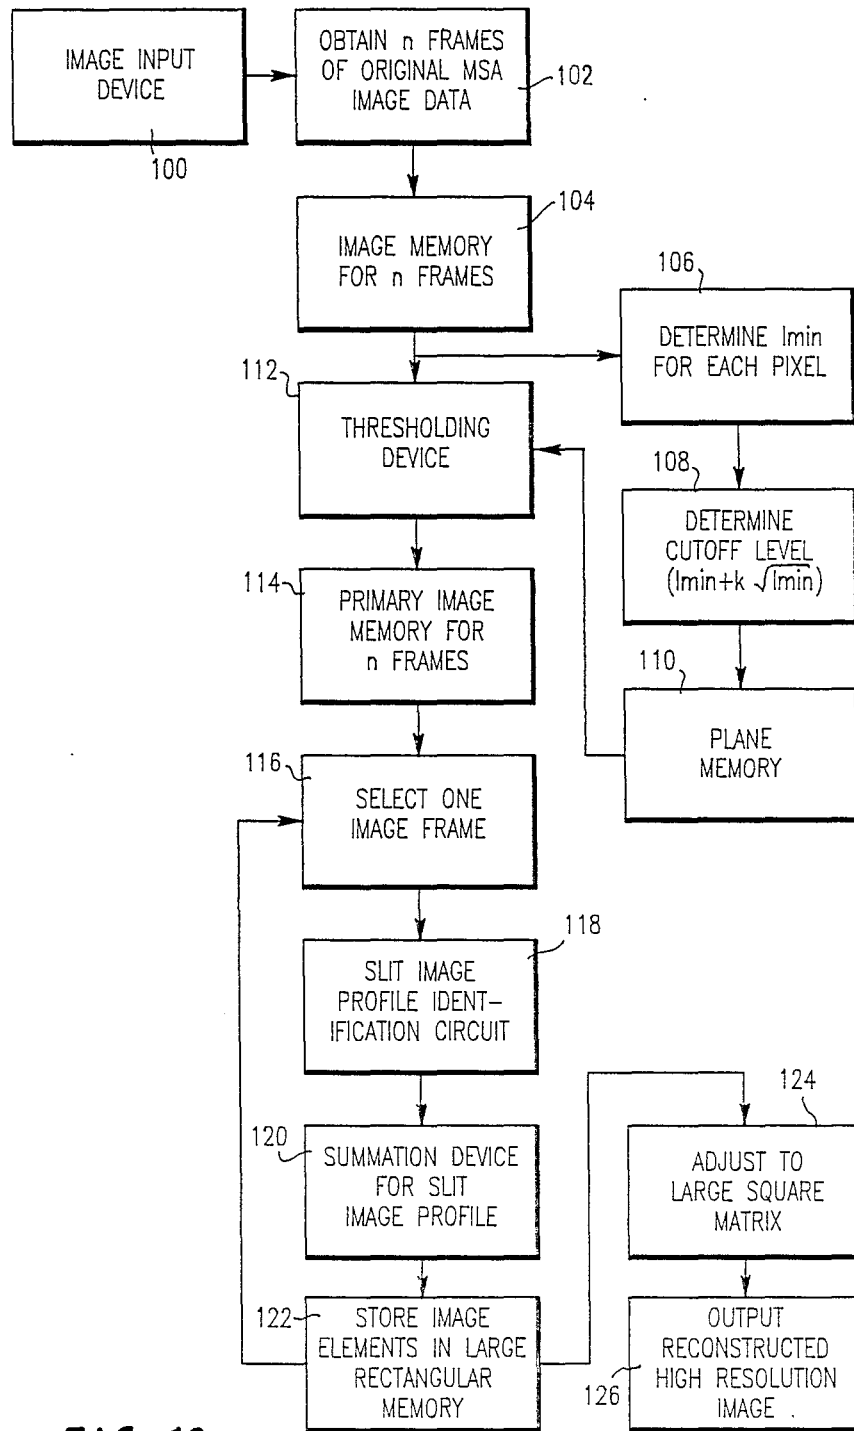 IMAGE INPUT
DEVICE
100
OBTAIN n FRAMES
OF ORIGINAL MSA
IMAGE DATA
102
104
IMAGE MEMORY
FOR n FRAMES
106
DETERMINE Imin
FOR EACH PIXEL
112
THRESHOLDING
DEVICE
108
DETERMINE
CUTOFF LEVEL
(Imin+k √Imin)
114
PRIMARY IMAGE
MEMORY FOR
n FRAMES
110
PLANE
MEMORY
116
SELECT ONE
IMAGE FRAME
118
SLIT IMAGE
PROFILE IDENT-
IFICATION CIRCUIT
120
SUMMATION DEVICE
FOR SLIT
IMAGE PROFILE
124
ADJUST TO
LARGE SQUARE
MATRIX
122
STORE IMAGE
ELEMENTS IN LARGE
RECTANGULAR
MEMORY
OUTPUT
RECONSTRUCTED
HIGH RESOLUTION
IMAGE
126